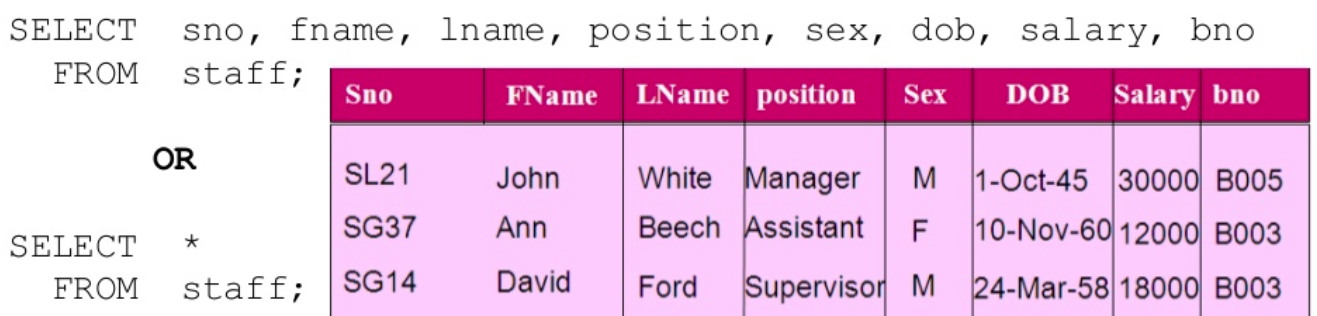 SELECT sno, fname, lname, position, sex, dob, salary, bno
FROM staff;
OR
SELECT *
FROM staff;
Sno FName LName position Sex DOB Salary bno
SL21 John White Manager M 1-Oct-45 30000 B005
SG37 Ann Beech Assistant F 10-Nov-60 12000 B003
SG14 David Ford Supervisor M 24-Mar-58 18000 B003